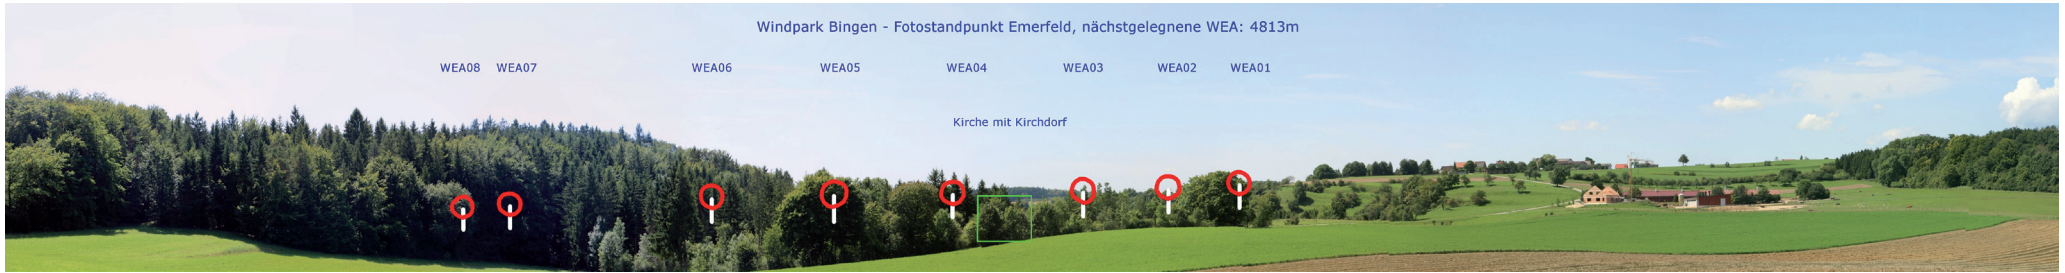 Windpark Bingen - Fotostandpunkt Emerfeld, nächstgelegnene WEA: 4813m
WEA08 WEA07 WEA06 WEA05 WEA04 WEA03 WEA02 WEA01
Kirche mit Kirchdorf